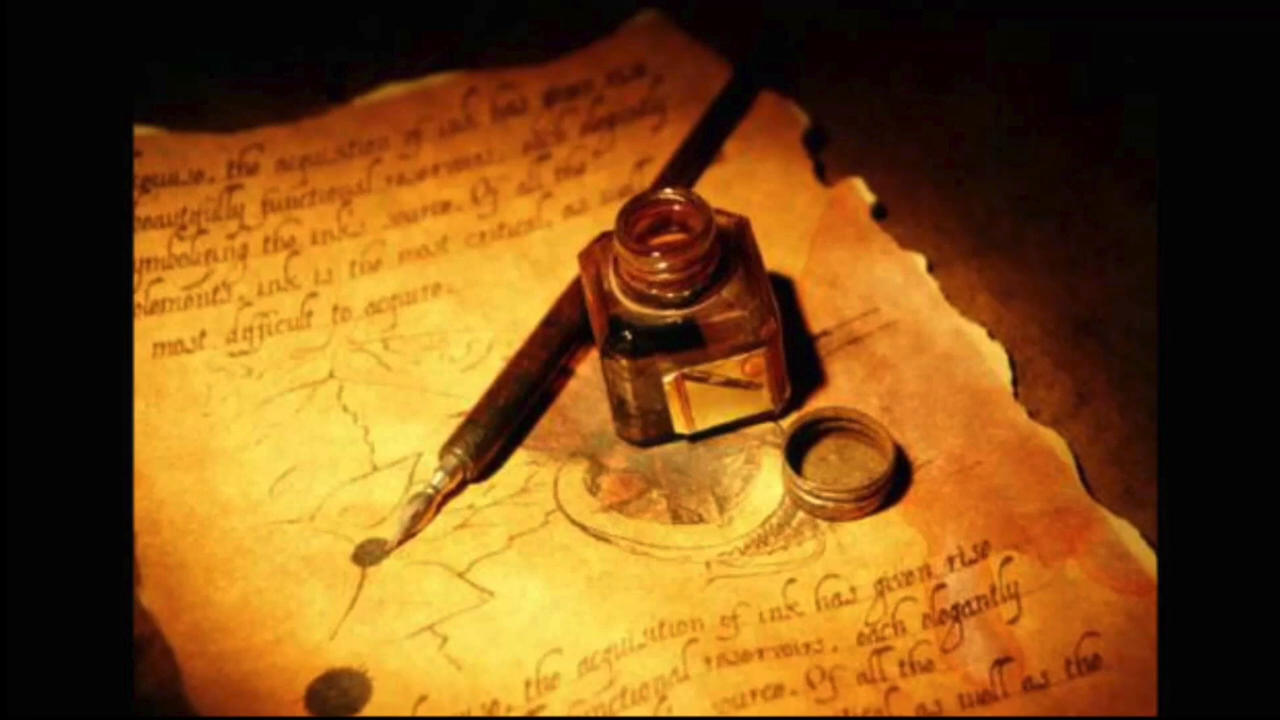 the acquisition of ink has given rise,
beautifully functional reservoirs, each elegantly
symbolizing the ink's source. Of all the
elements, ink is the most critical, as well
most difficult to acquire.
the acquisition of ink has given rise
functional reservoirs, each elegantly
source. Of all the
as well as the